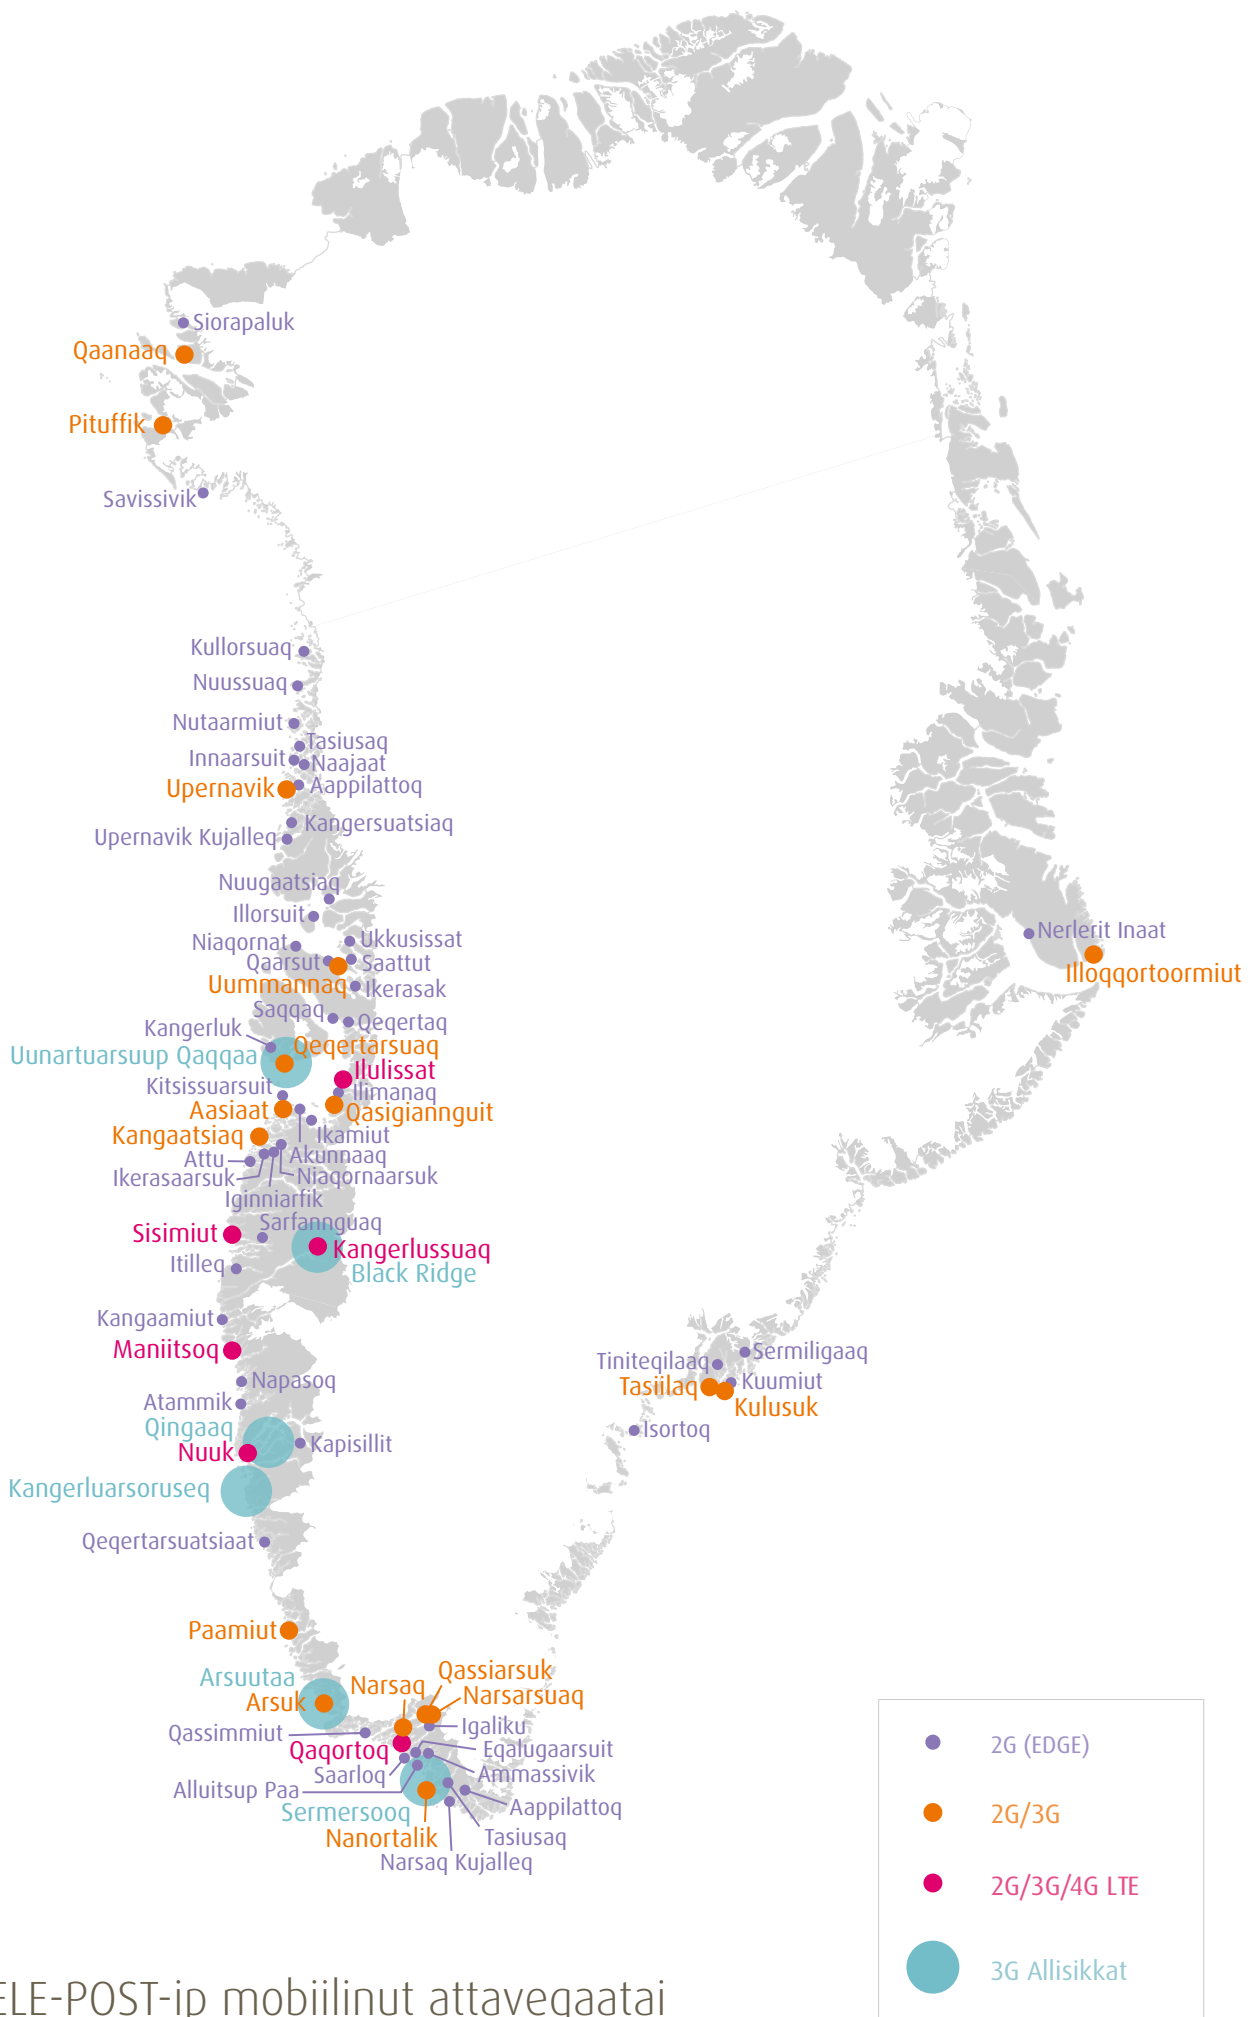 Siorapaluk
Qaanaaq
Pituffik
Savissivik
Kullorsuaq
Nuussuaq
Nutaarmiut
Tasiusaq
Innaarsuit
Naajaat
Upernavik
Aappilattoq
Kangersuatsiaq
Upernavik Kujalleq
Nuugaatsiaq
Illorsuit
Nerlerit Inaat
Niaqornat
Ukkusissat
Qaarsut
Saattut
Illoqqortoormiut
Uummannaq
Ikerasak
Saqqaq
Qeqertaq
Kangerluk
Qeqertarsuaq
Uunartuarsuup Qaqqaa
Ilulissat
Kitsissuarsuit
Ilimanaq
Aasiaat
Qasigiannguit
Kangaatsiaq
Ikamiut
Akunnaaq
Attu
Ikerasaarsuk
Niaqornaarsuk
Iginniarfik
Sarfannguaq
Sisimiut
Kangerlussuaq
Itilleq
Black Ridge
Kangaamiut
Maniitsoq
Sermiligaaq
Tiniteqilaaq
Napasoq
Tasiilaq
Kuumiut
Atammik
Kulusuk
Qingaaq
Isortoq
Nuuk
Kapisillit
Kangerluarsoruseq
Qeqertarsuatsiaat
Paamiut
Arsuutaa
Qassiarsuk
Narsaq
Arsuk
Narsarsuaq
Qassimmiut
Igaliku
Qaqortoq
Eqalugaarsuit
Saarloq
Ammassivik
Alluitsup Paa
Sermersooq
Aappilattoq
Nanortalik
Tasiusaq
Narsaq Kujalleq
2G (EDGE)
2G/3G
2G/3G/4G LTE
3G Allisikkat
ELE-POST-ip mobiilinut attaveqaatai